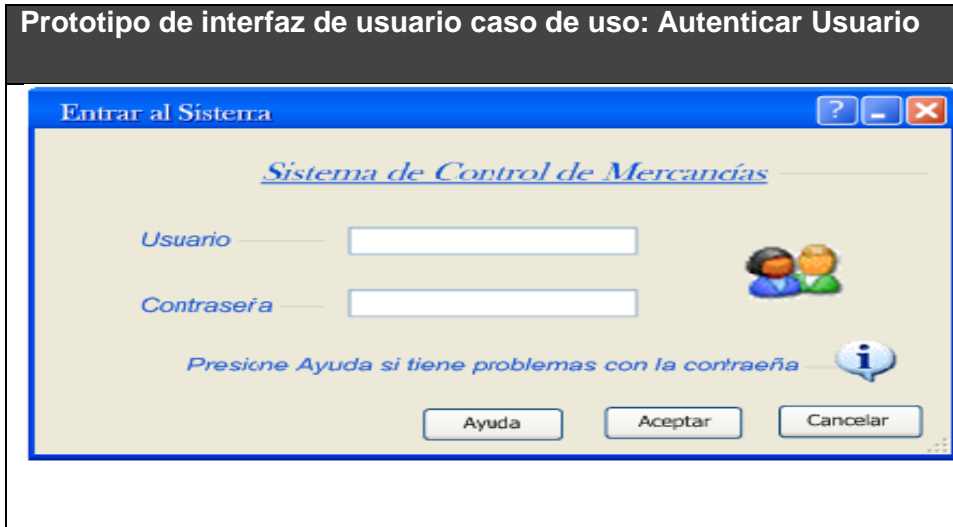 Prototipo de interfaz de usuario caso de uso: Autenticar Usuario
Entrar al Sistema
?
Sistema de Control de Mercancías
Usuario
Contraseña
Presione Ayuda si tiene problemas con la contraeña
i
Ayuda
Aceptar
Cancelar